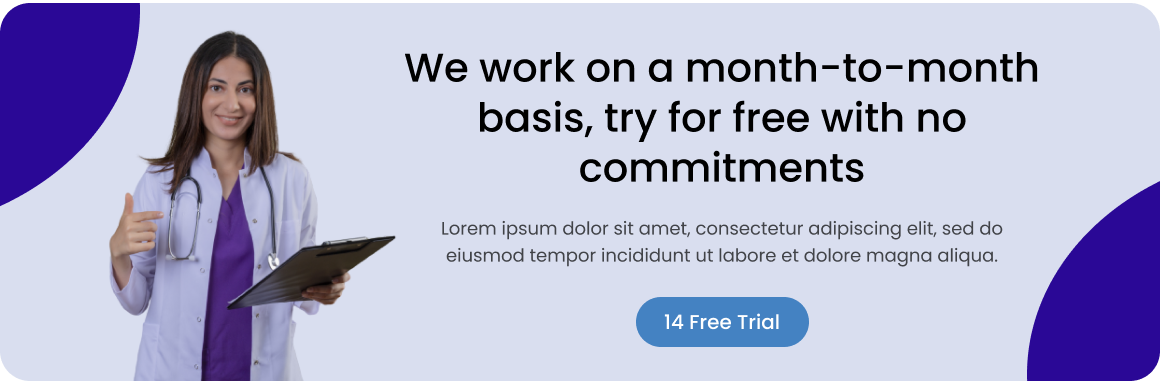 We work on a month-to-month
basis, try for free with no
commitments
Lorem ipsum dolor sit amet, consectetur adipiscing elit, sed do
eiusmod tempor incididunt ut labore et dolore magna aliqua.
14 Free Trial